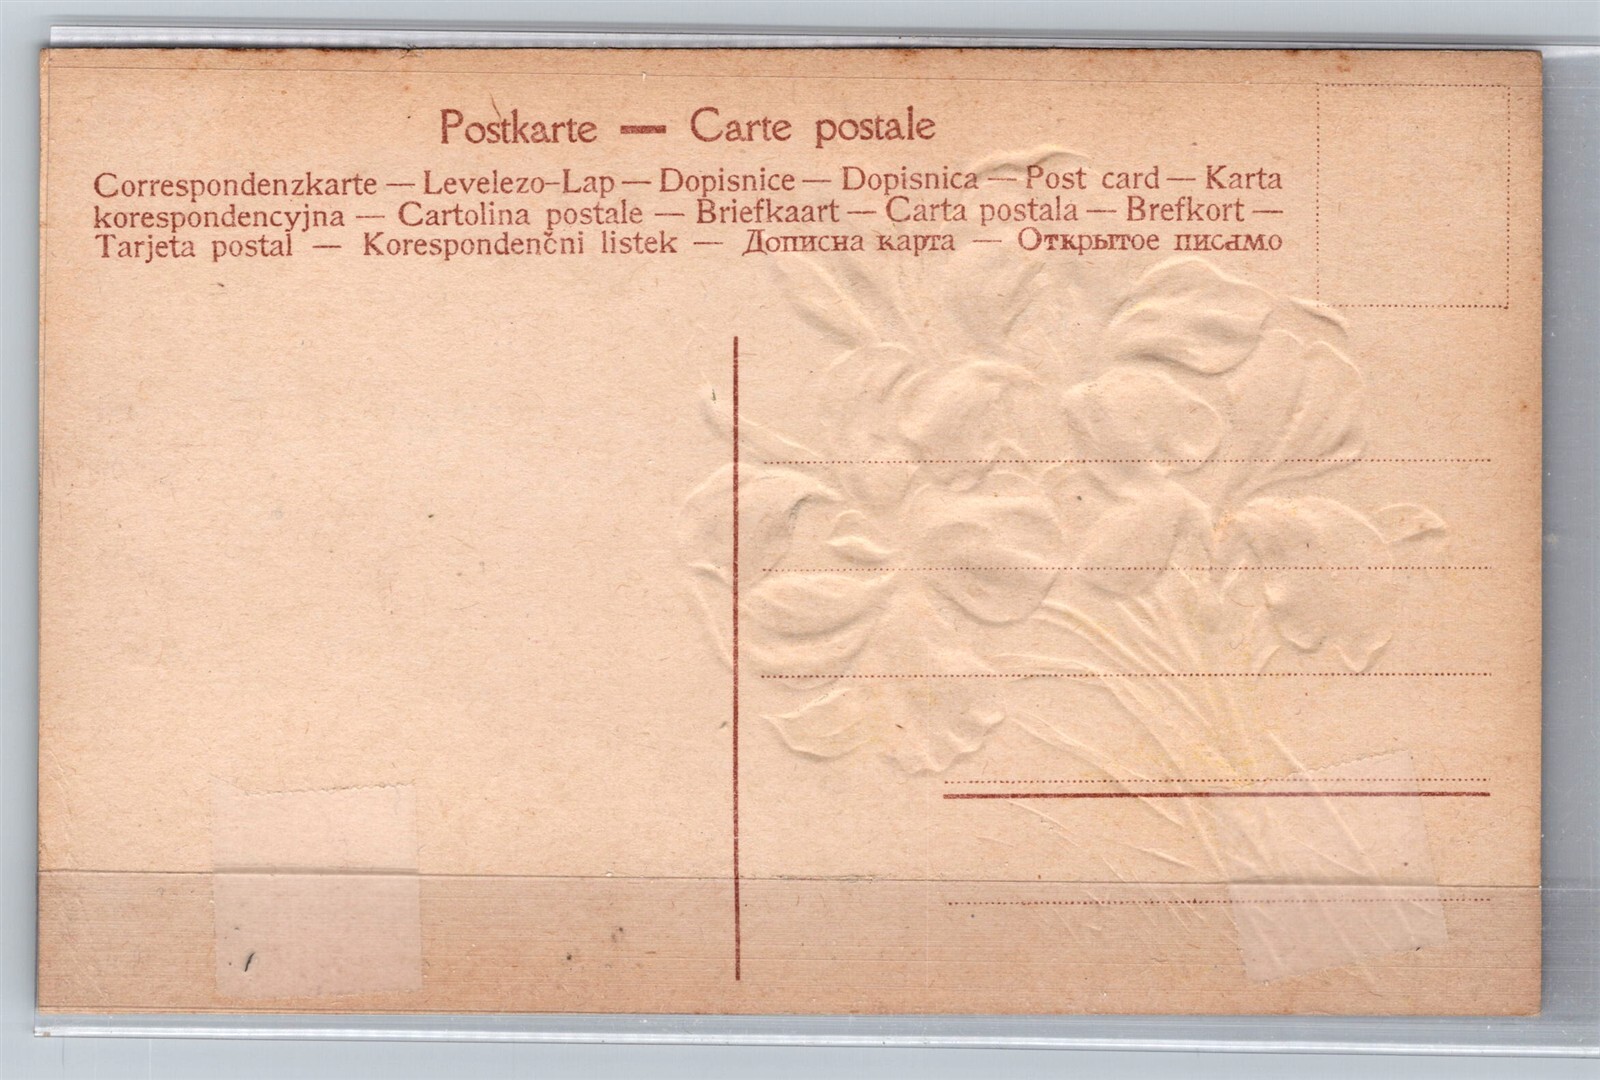 Postkarte — Carte postale
Correspondenzkarte — Levelezo-Lap — Dopisnice — Dopisnica — Post card — Karta
korespondencyjna — Cartolina postale — Briefkaart — Carta postala — Brefkort —
Tarjeta postal — Korespondenčni listek — Дописна карта — Открытое писамо